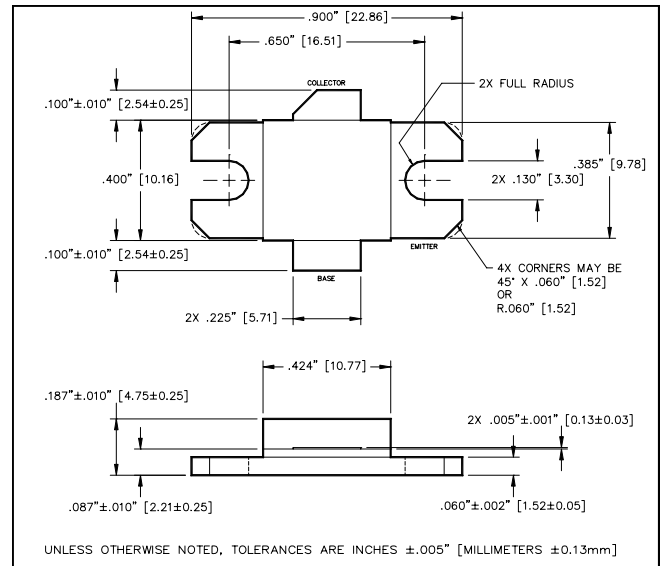 .900" [22.86]
.650" [16.51]
COLLECTOR
2X FULL RADIUS
.100"±.010" [2.54±0.25]
.400" [10.16]
2X .130" [3.30]
.385" [9.78]
.100"±.010" [2.54±0.25]
EMITTER
BASE
4X CORNERS MAY BE
45° X .060" [1.52]
OR
R.060" [1.52]
2X .225" [5.71]
.424" [10.77]
.187"±.010" [4.75±0.25]
2X .005"±.001" [0.13±0.03]
.087"±.010" [2.21±0.25]
.060"±.002" [1.52±0.05]
UNLESS OTHERWISE NOTED, TOLERANCES ARE INCHES ±.005" [MILLIMETERS ±0.13mm]